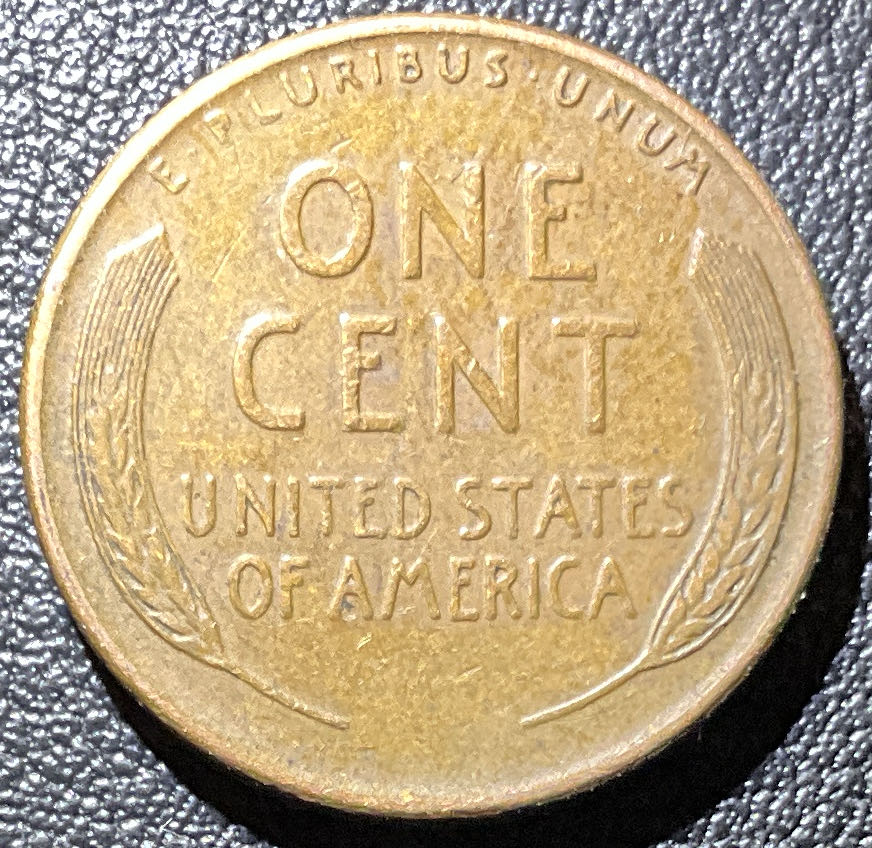 E·PLURIBUS·UNUM
ONE
CENT
UNITED STATES
OF AMERICA